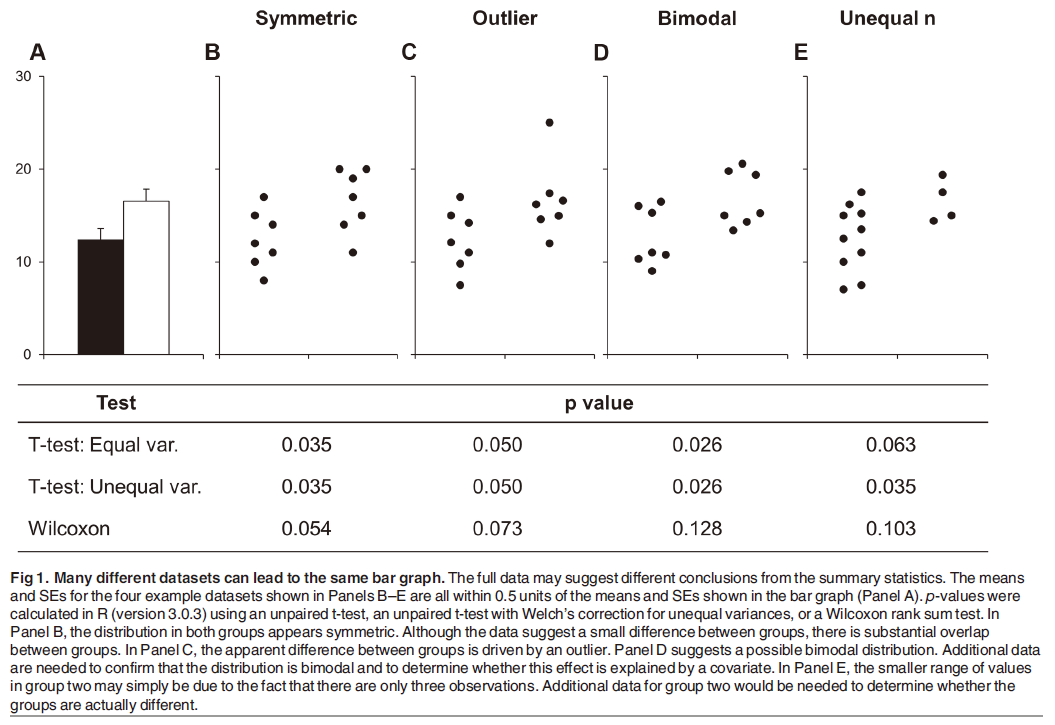 Symmetric Outlier Bimodal Unequal n
A B C D E
30
20
10
0
Test p value
T-test: Equal var. 0.035 0.050 0.026 0.063
T-test: Unequal var. 0.035 0.050 0.026 0.035
Wilcoxon 0.054 0.073 0.128 0.103
Fig 1. Many different datasets can lead to the same bar graph. The full data may suggest different conclusions from the summary statistics. The means
and SEs for the four example datasets shown in Panels B–E are all within 0.5 units of the means and SEs shown in the bar graph (Panel A). p-values were
calculated in R (version 3.0.3) using an unpaired t-test, an unpaired t-test with Welch's correction for unequal variances, or a Wilcoxon rank sum test. In
Panel B, the distribution in both groups appears symmetric. Although the data suggest a small difference between groups, there is substantial overlap
between groups. In Panel C, the apparent difference between groups is driven by an outlier. Panel D suggests a possible bimodal distribution. Additional data
are needed to confirm that the distribution is bimodal and to determine whether this effect is explained by a covariate. In Panel E, the smaller range of values
in group two may simply be due to the fact that there are only three observations. Additional data for group two would be needed to determine whether the
groups are actually different.